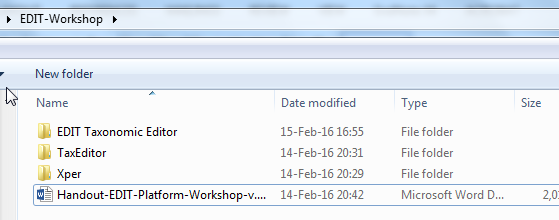 EDIT-Workshop
New folder
Name Date modified Type Size
EDIT Taxonomic Editor 15-Feb-16 16:55 File folder
TaxEditor 14-Feb-16 20:31 File folder
Xper 14-Feb-16 20:29 File folder
Handout-EDIT-Platform-Workshop-v.... 14-Feb-16 20:42 Microsoft Word D... 2,0